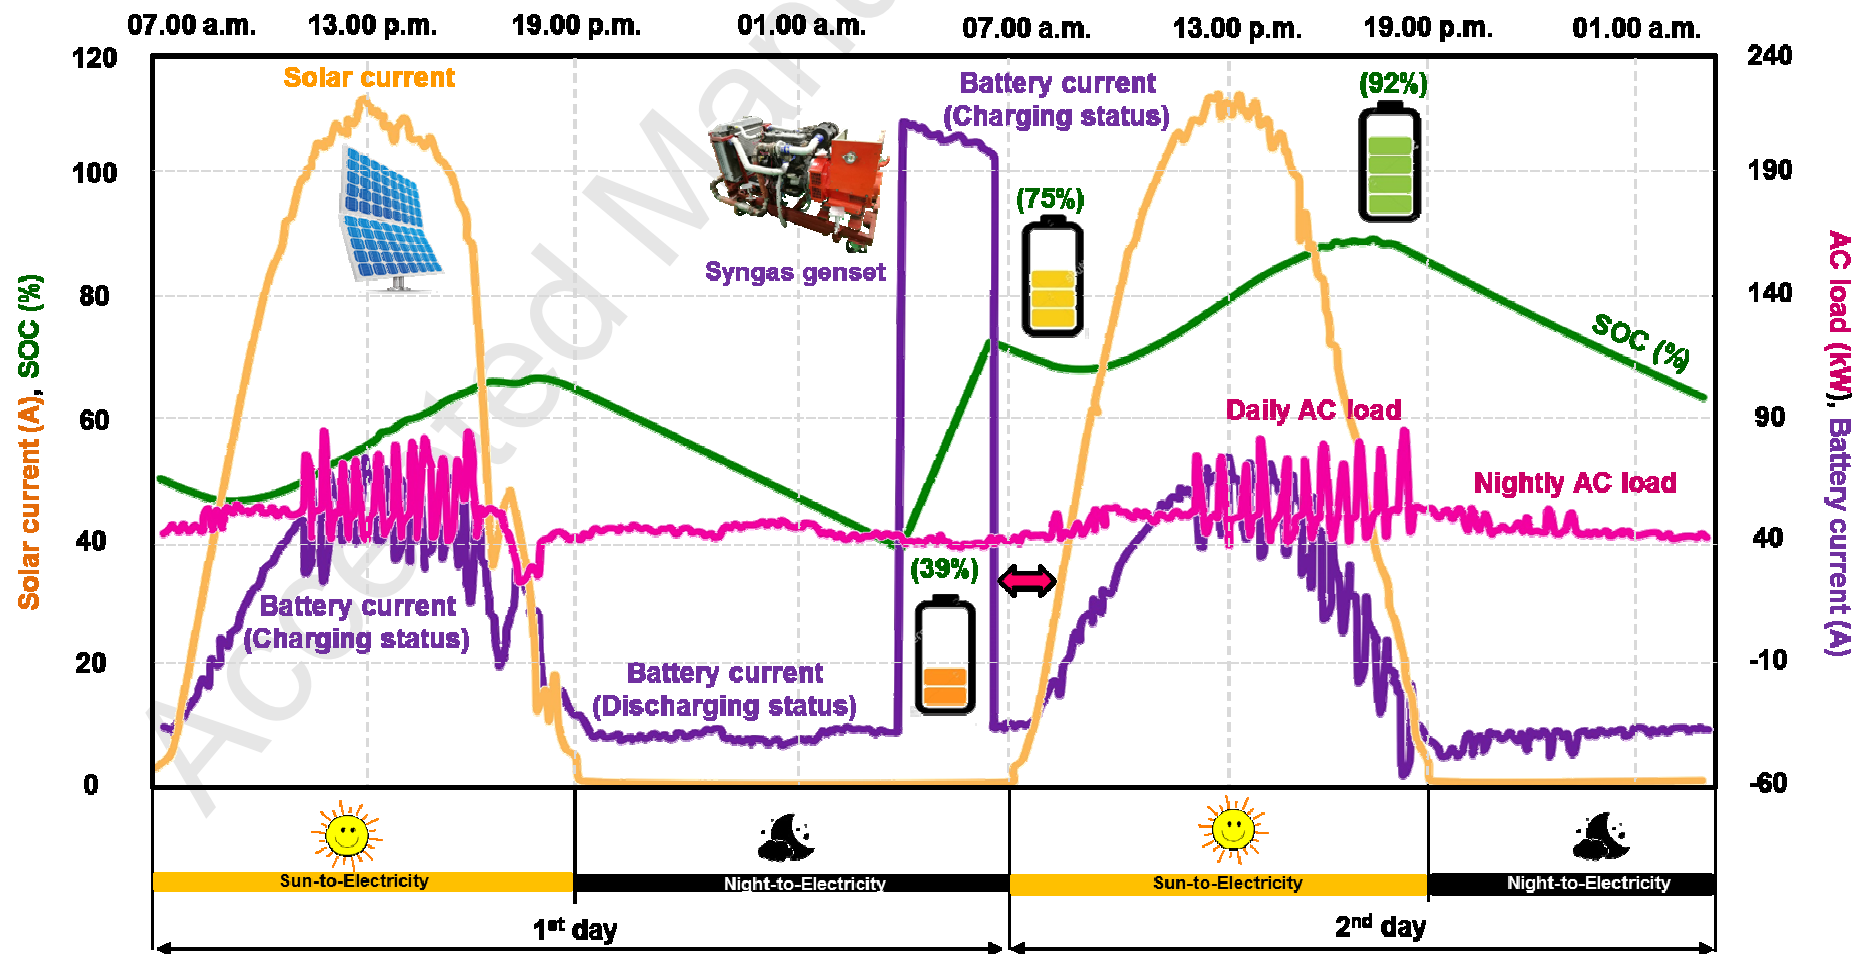 07.00 a.m. 13.00 p.m. 19.00 p.m. 01.00 a.m. 07.00 a.m. 13.00 p.m. 19.00 p.m. 01.00 a.m.
120
100
80
60
40
20
0
Solar current (A), SOC (%)
240
190
140
90
40
-10
-60
AC load (kW), Battery current (A)
Solar current
Syngas genset
Battery current
(Charging status)
(92%)
(75%)
SOC (%)
Daily AC load
Nightly AC load
(39%)
Battery current
(Charging status)
Battery current
(Discharging status)
Accepted Manu
Sun-to-Electricity
Night-to-Electricity
Sun-to-Electricity
Night-to-Electricity
1st day
2nd day